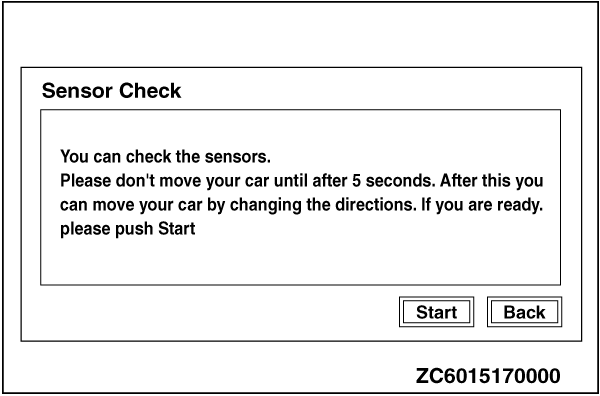 Sensor Check
You can check the sensors.
Please don't move your car until after 5 seconds. After this you
can move your car by changing the directions. If you are ready.
please push Start
Start Back
ZC6015170000